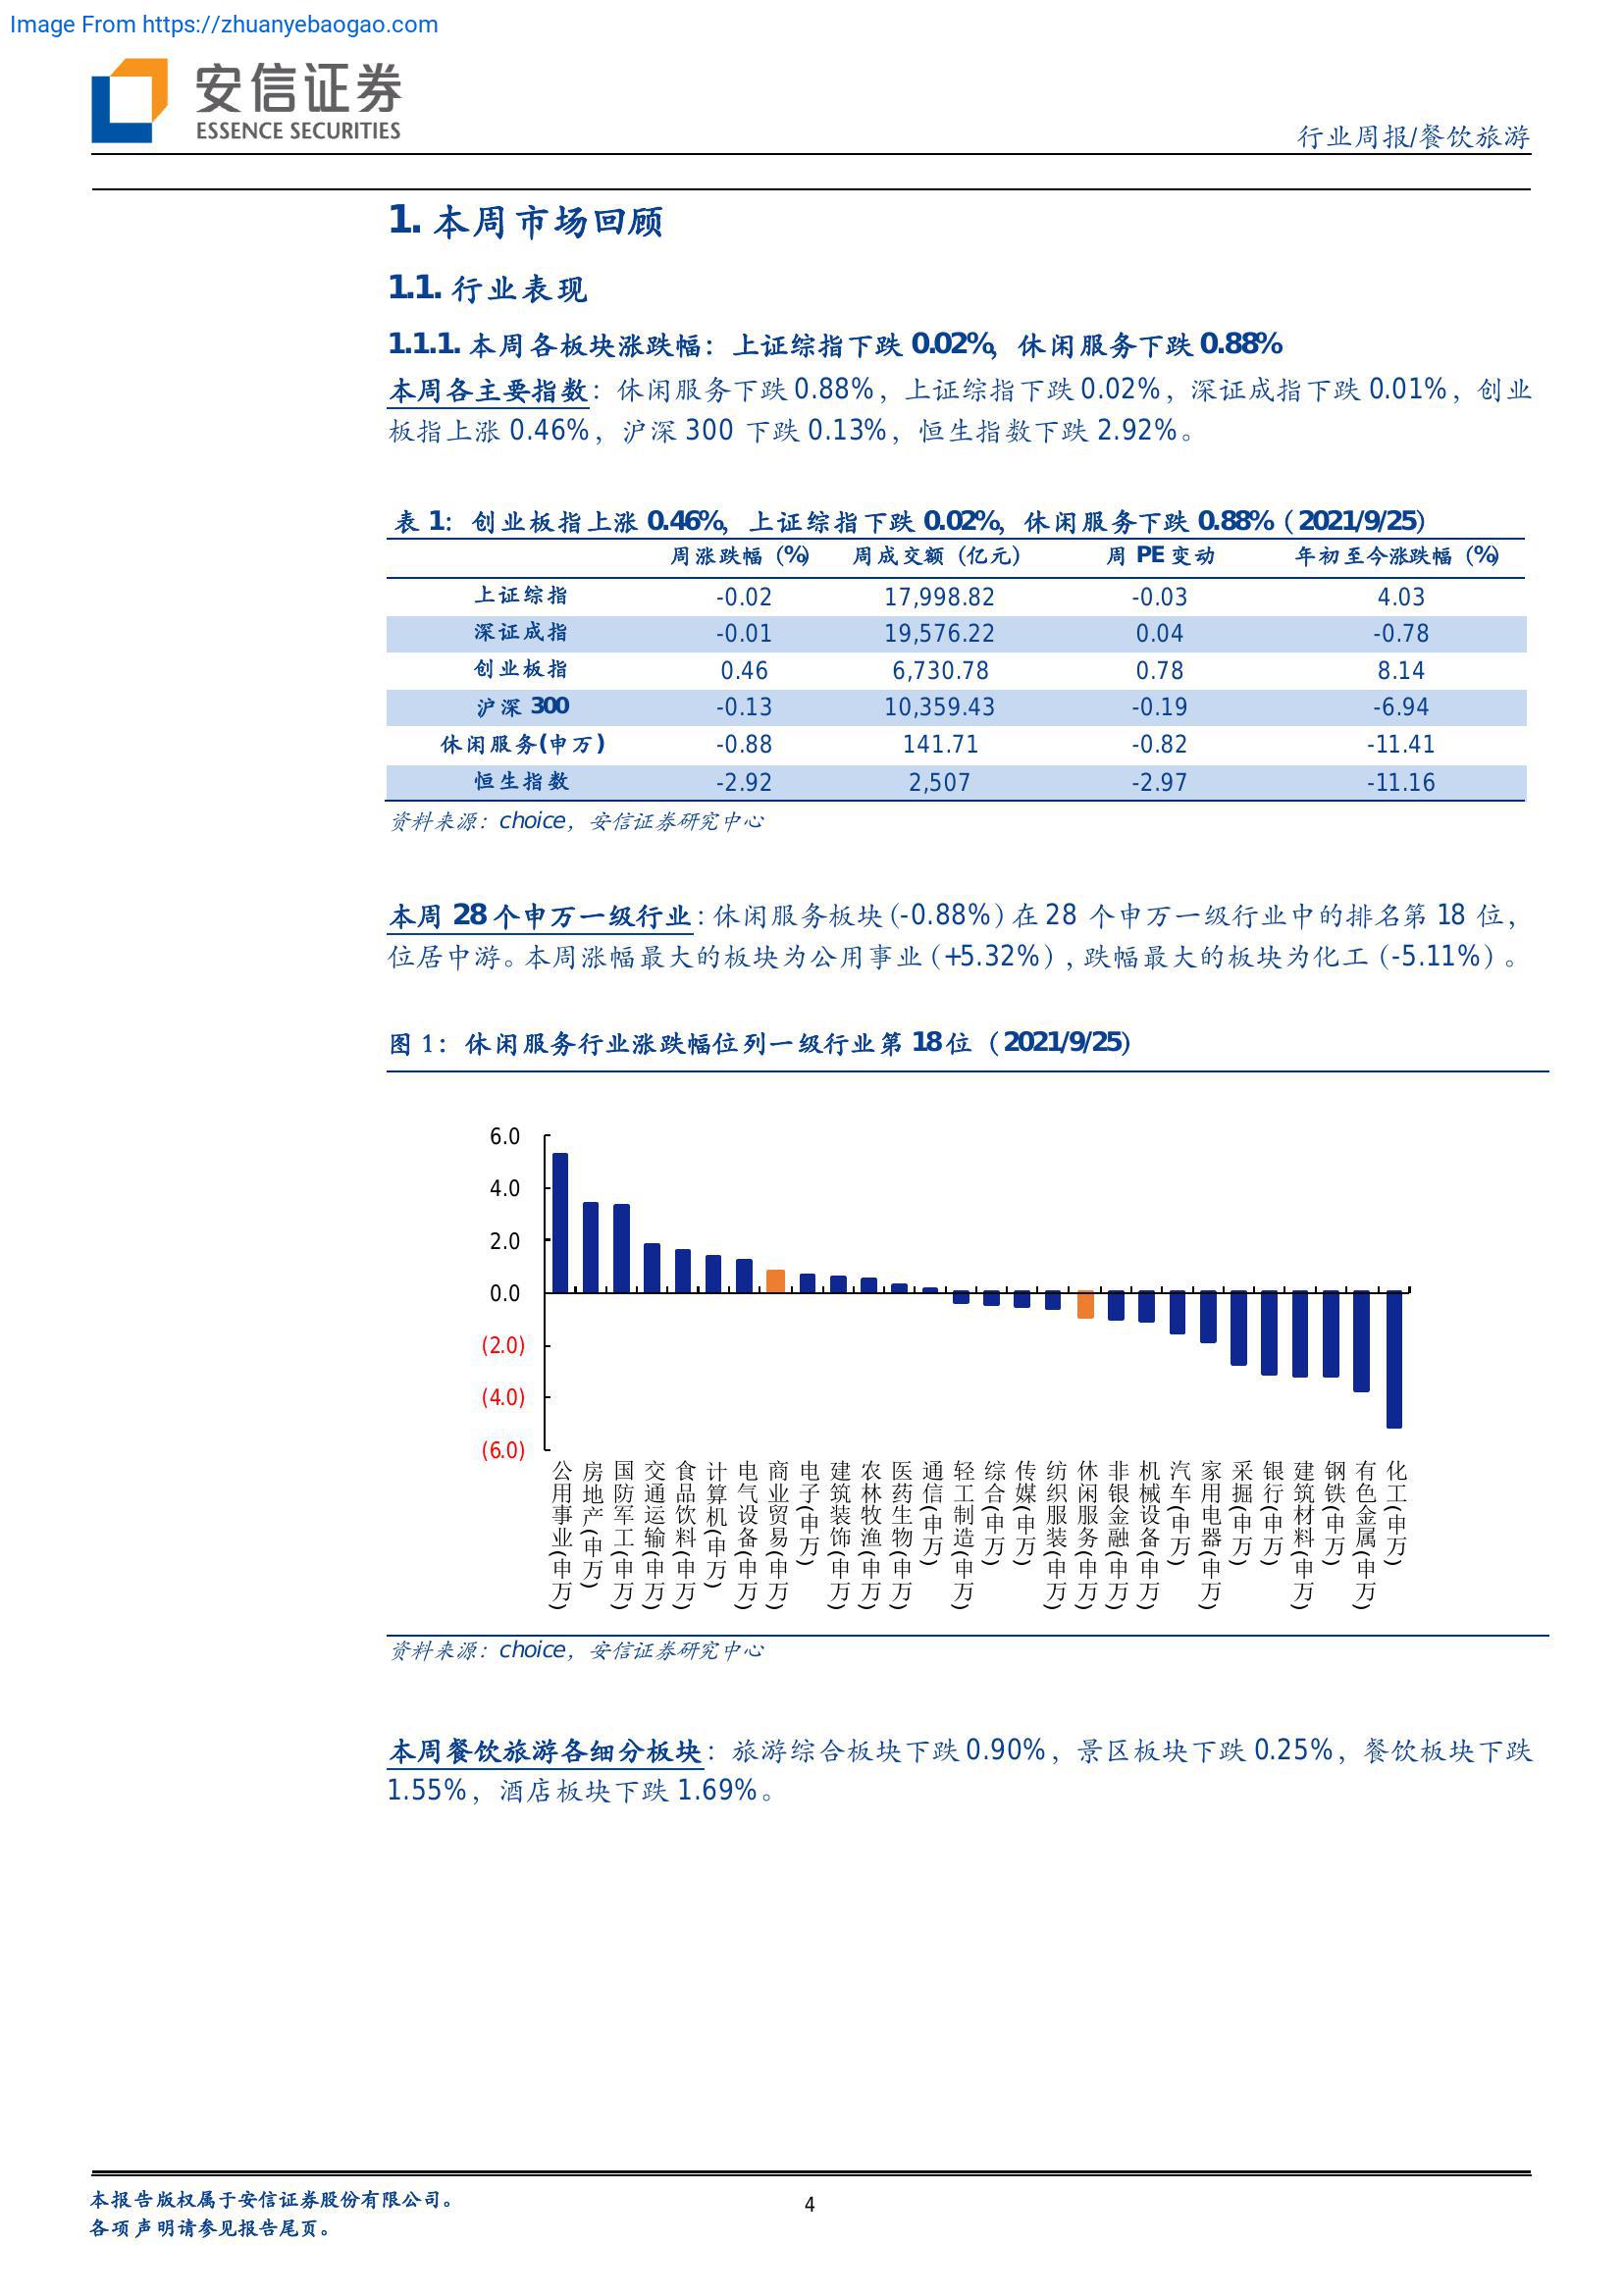 Image From https://zhuanyebaogao.com
安信证券
ESSENCE SECURITIES
行业周报/餐饮旅游
1. 本周市场回顾
1.1. 行业表现
1.1.1. 本周各板块涨跌幅：上证综指下跌 0.02%，休闲服务下跌 0.88%
本周各主要指数：休闲服务下跌 0.88%，上证综指下跌 0.02%，深证成指下跌 0.01%，创业
板指上涨 0.46%，沪深 300 下跌 0.13%，恒生指数下跌 2.92%。
表 1：创业板指上涨 0.46%，上证综指下跌 0.02%，休闲服务下跌 0.88%（2021/9/25）
周涨跌幅（%） 周成交额（亿元） 周 PE 变动 年初至今涨跌幅（%）
上证综指 -0.02 17,998.82 -0.03 4.03
深证成指 -0.01 19,576.22 0.04 -0.78
创业板指 0.46 6,730.78 0.78 8.14
沪深 300 -0.13 10,359.43 -0.19 -6.94
休闲服务(申万) -0.88 141.71 -0.82 -11.41
恒生指数 -2.92 2,507 -2.97 -11.16
资料来源：choice，安信证券研究中心
本周 28 个申万一级行业：休闲服务板块（-0.88%）在 28 个申万一级行业中的排名第 18 位，
位居中游。本周涨幅最大的板块为公用事业（+5.32%），跌幅最大的板块为化工（-5.11%）。
图 1：休闲服务行业涨跌幅位列一级行业第 18 位（2021/9/25）
6.0
4.0
2.0
0.0
(2.0)
(4.0)
(6.0)
公用事业(申万)
房地产(申万)
国防军工(申万)
交通运输(申万)
食品饮料(申万)
计算机(申万)
电气设备(申万)
商业贸易(申万)
电子(申万)
建筑装饰(申万)
农林牧渔(申万)
医药生物(申万)
通信(申万)
轻工制造(申万)
综合(申万)
传媒(申万)
纺织服装(申万)
休闲服务(申万)
非银金融(申万)
机械设备(申万)
汽车(申万)
家用电器(申万)
采掘(申万)
银行(申万)
建筑材料(申万)
钢铁(申万)
有色金属(申万)
化工(申万)
资料来源：choice，安信证券研究中心
本周餐饮旅游各细分板块：旅游综合板块下跌 0.90%，景区板块下跌 0.25%，餐饮板块下跌
1.55%，酒店板块下跌 1.69%。
本报告版权属于安信证券股份有限公司。
各项声明请参见报告尾页。
4